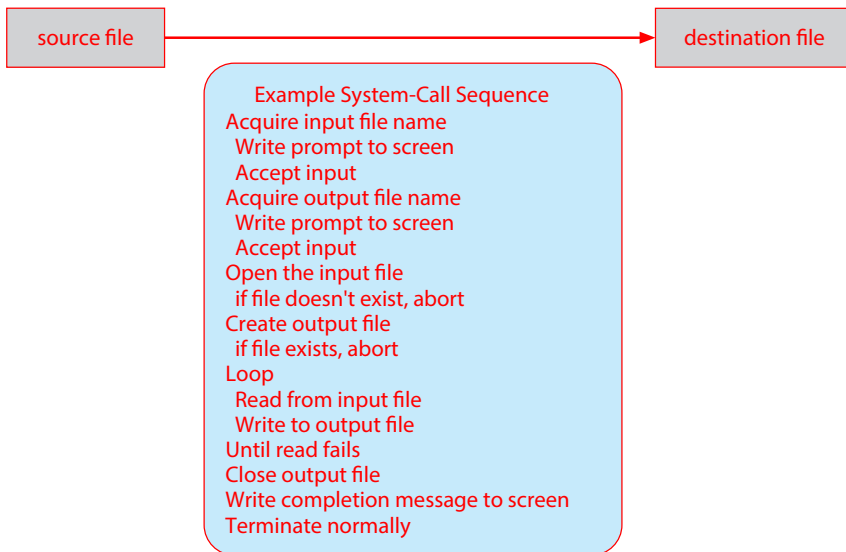 source file
destination file
Example System-Call Sequence
Acquire input file name
Write prompt to screen
Accept input
Acquire output file name
Write prompt to screen
Accept input
Open the input file
if file doesn't exist, abort
Create output file
if file exists, abort
Loop
Read from input file
Write to output file
Until read fails
Close output file
Write completion message to screen
Terminate normally